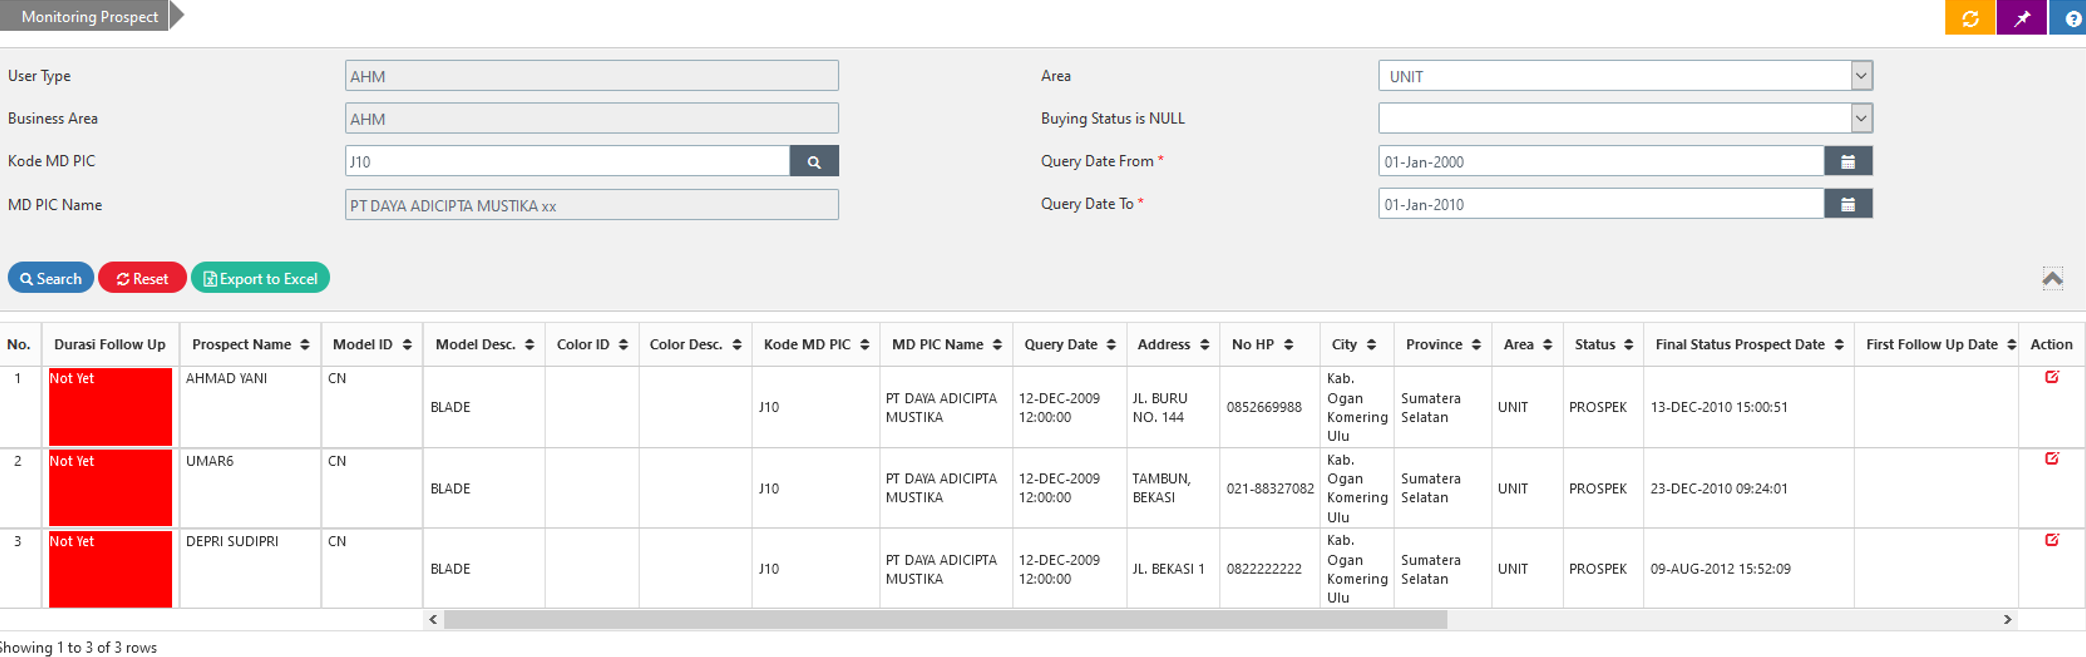 Monitoring Prospect
User Type AHM Area UNIT
Business Area AHM Buying Status is NULL
Kode MD PIC J10 Query Date From * 01-Jan-2000
MD PIC Name PT DAYA ADICIPTA MUSTIKA xx Query Date To * 01-Jan-2010
Search Reset Export to Excel
No. Durasi Follow Up Prospect Name Model ID Model Desc. Color ID Color Desc. Kode MD PIC MD PIC Name Query Date Address No HP City Province Area Status Final Status Prospect Date First Follow Up Date Action
1 Not Yet AHMAD YANI CN BLADE J10 PT DAYA ADICIPTA MUSTIKA 12-DEC-2009 12:00:00 JL. BURU NO. 144 0852669988 Kab. Ogan Komering Ulu Sumatera Selatan UNIT PROSPEK 13-DEC-2010 15:00:51
2 Not Yet UMAR6 CN BLADE J10 PT DAYA ADICIPTA MUSTIKA 12-DEC-2009 12:00:00 TAMBUN, BEKASI 021-88327082 Kab. Ogan Komering Ulu Sumatera Selatan UNIT PROSPEK 23-DEC-2010 09:24:01
3 Not Yet DEPRI SUDIPRI CN BLADE J10 PT DAYA ADICIPTA MUSTIKA 12-DEC-2009 12:00:00 JL. BEKASI 1 0822222222 Kab. Ogan Komering Ulu Sumatera Selatan UNIT PROSPEK 09-AUG-2012 15:52:09
Showing 1 to 3 of 3 rows